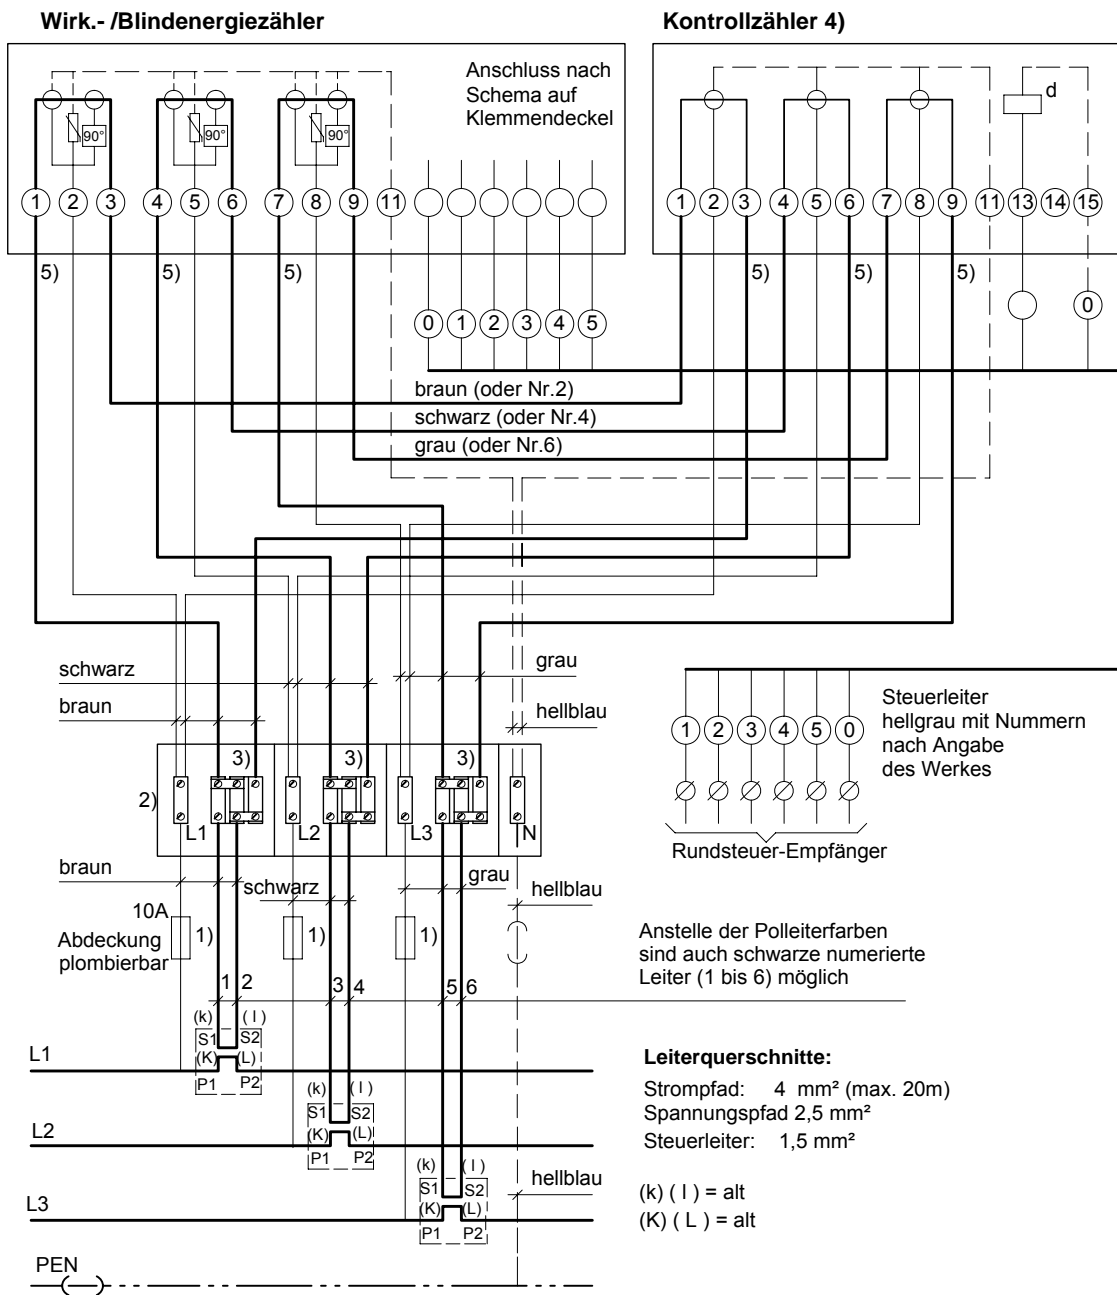 Wirk.- /Blindenergiezähler
Kontrollzähler 4)
Anschluss nach
Schema auf
Klemmendeckel
d
90° 90° 90°
1 2 3 4 5 6 7 8 9 11
1 2 3 4 5 6 7 8 9 11 13 14 15
5) 5) 5)
5) 5) 5)
0 1 2 3 4 5
0
braun (oder Nr.2)
schwarz (oder Nr.4)
grau (oder Nr.6)
schwarz
grau
braun
hellblau
Steuerleiter
hellgrau mit Nummern
nach Angabe
des Werkes
1 2 3 4 5 0
Rundsteuer-Empfänger
3) 3) 3)
2)
L1 L2 L3 N
braun
schwarz
grau
hellblau
10A
Abdeckung
plombierbar
1) 1) 1)
Anstelle der Polleiterfarben
sind auch schwarze numerierte
Leiter (1 bis 6) möglich
1 2 3 4 5 6
(k) ( l )
S1 S2
(K) (L)
P1 P2
L1
(k) ( l )
S1 S2
(K) (L)
P1 P2
L2
(k) ( l )
S1 S2
(K) (L)
P1 P2
L3
hellblau
PEN
Leiterquerschnitte:
Strompfad: 4 mm² (max. 20m)
Spannungspfad 2,5 mm²
Steuerleiter: 1,5 mm²
(k) ( l ) = alt
(K) ( L ) = alt